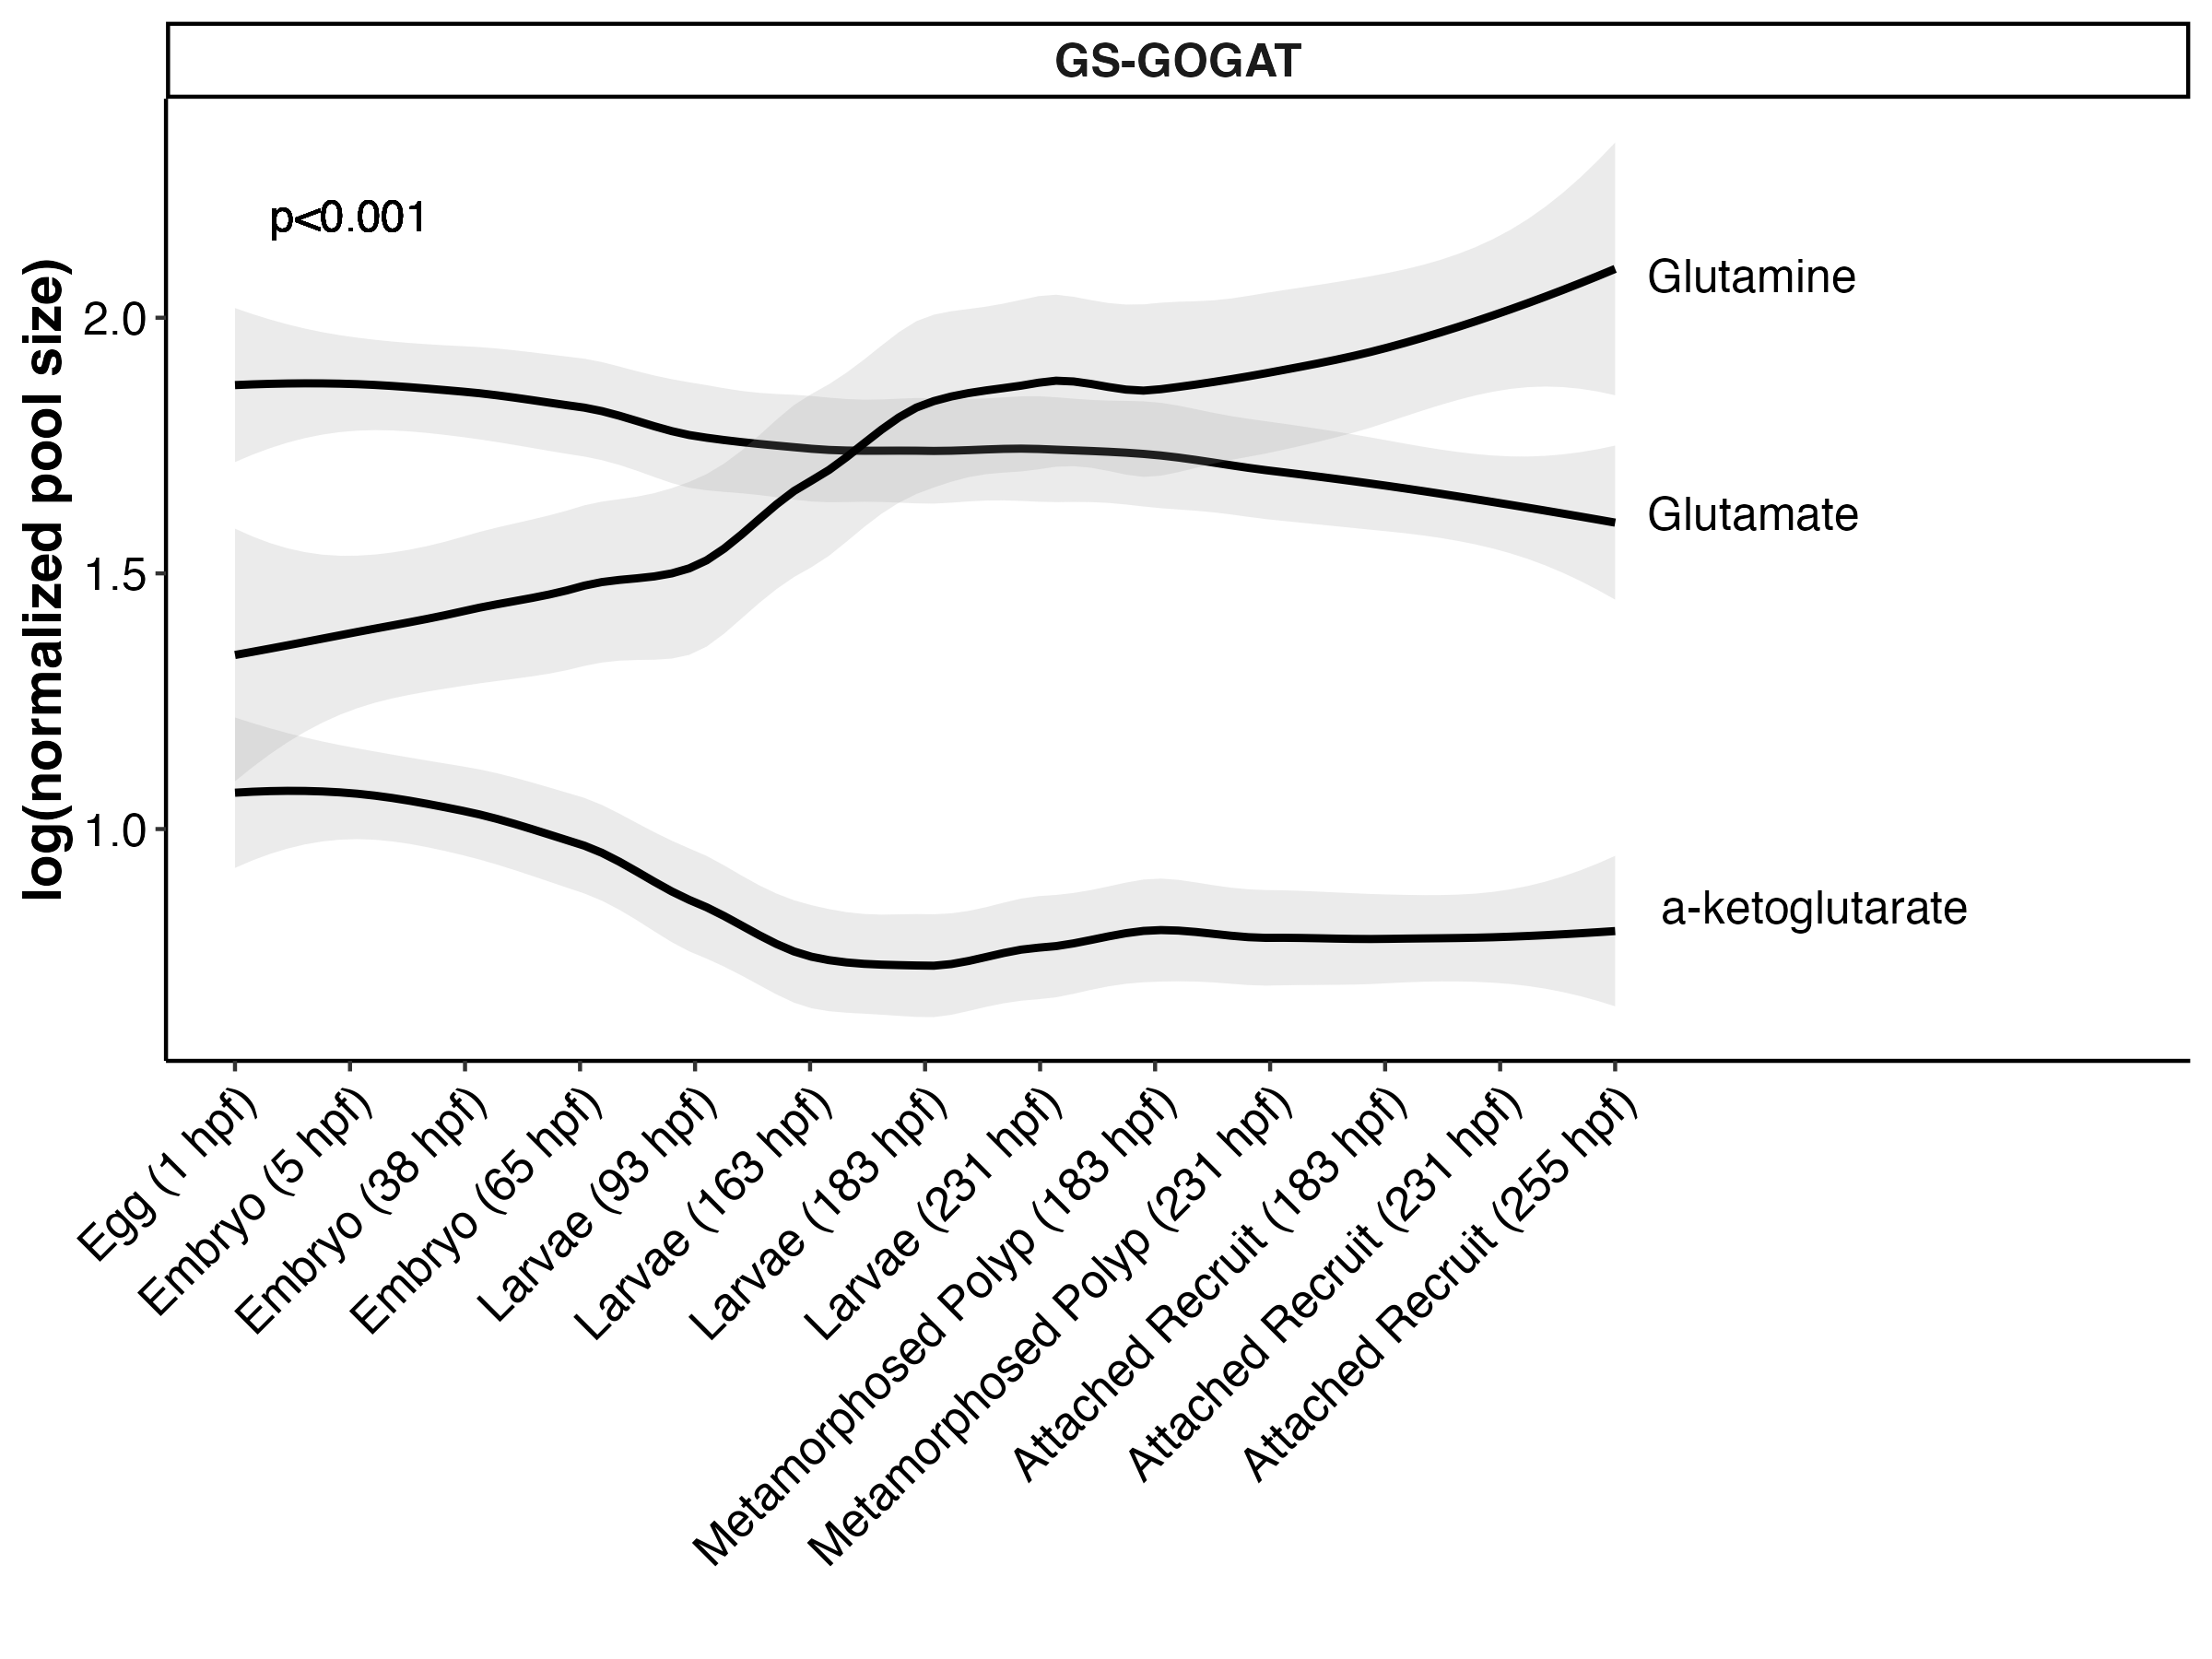 GS-GOGAT
p<0.001
log(normalized pool size)
2.0
1.5
1.0
Glutamine
Glutamate
a-ketoglutarate
Egg (1 hpf)
Embryo (5 hpf)
Embryo (38 hpf)
Embryo (65 hpf)
Larvae (93 hpf)
Larvae (163 hpf)
Larvae (183 hpf)
Larvae (231 hpf)
Metamorphosed Polyp (183 hpf)
Metamorphosed Polyp (231 hpf)
Attached Recruit (183 hpf)
Attached Recruit (231 hpf)
Attached Recruit (255 hpf)